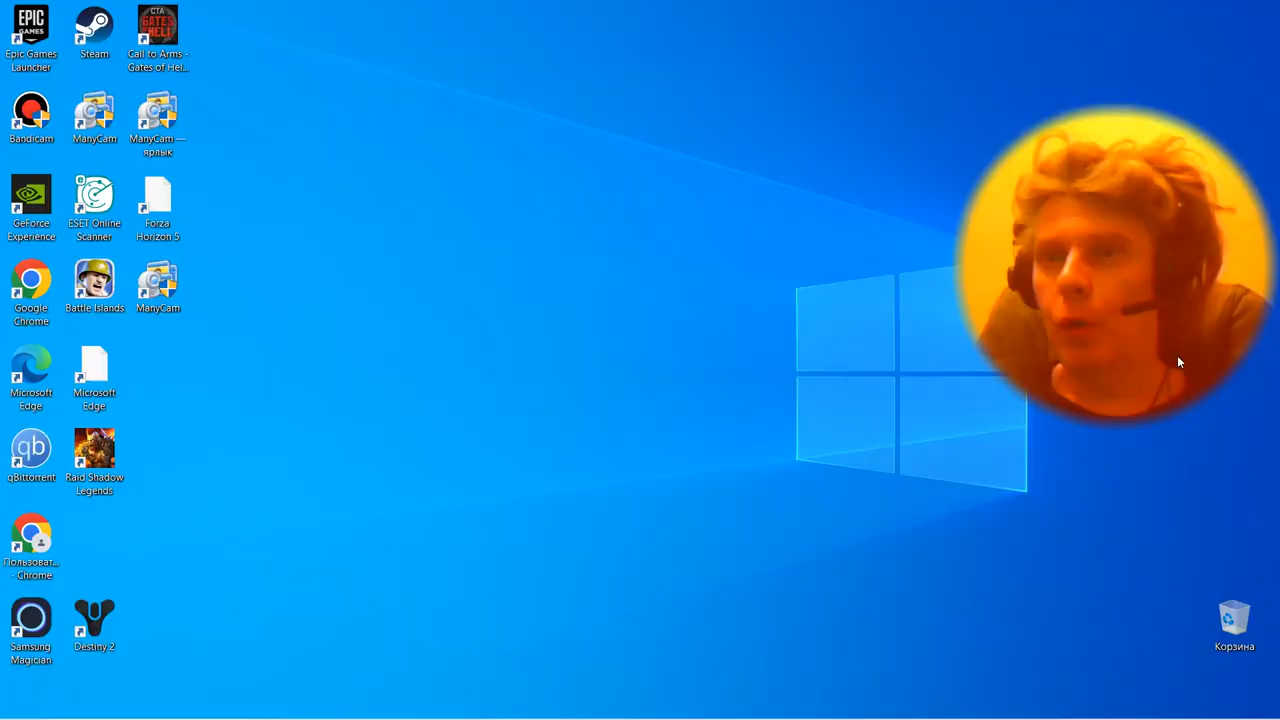 EPIC
GAMES
Epic Games
Launcher
Steam
CTA
GATES
HELL
Call to Arms -
Gates of Hel...
Bandicam
ManyCam
ManyCam —
ярлык
GeForce
Experience
e
ESET Online
Scanner
Forza
Horizon 5
Google
Chrome
Battle Islands
ManyCam
Microsoft
Edge
Microsoft
Edge
qb
qBittorrent
Raid Shadow
Legends
Пользоват...
- Chrome
Samsung
Magician
Destiny 2
Корзина